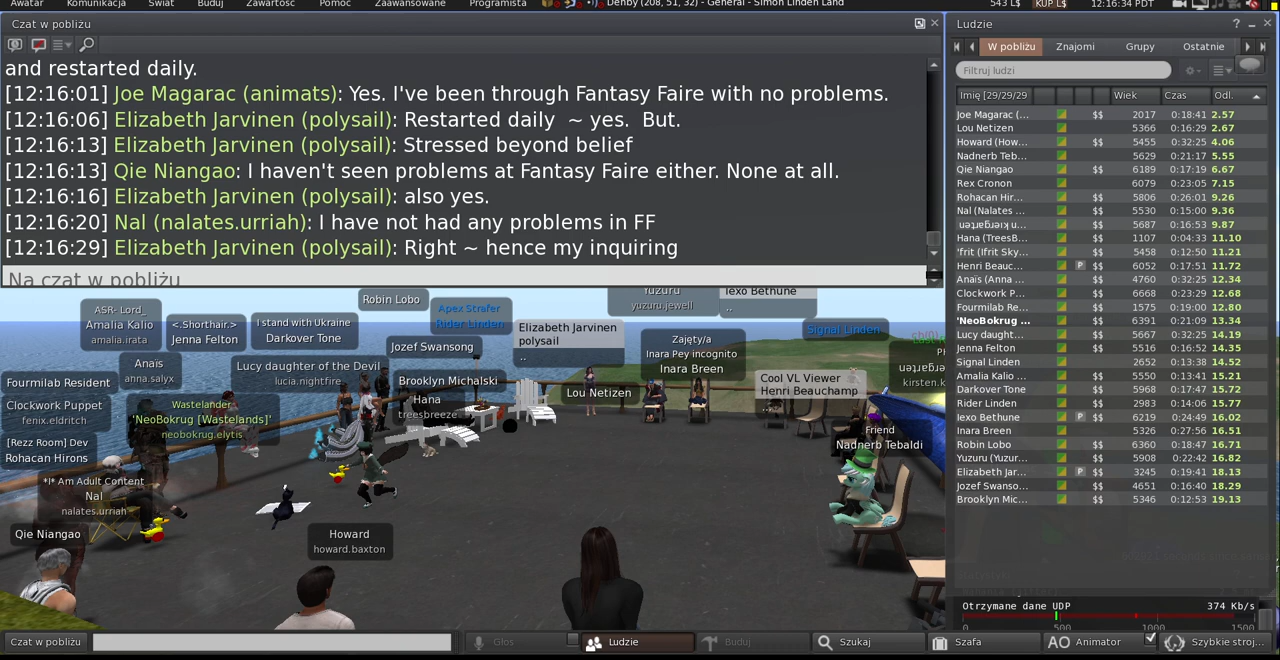 Awatar Komunikacja Świat Buduj Zawartość Pomoc Zaawansowane Programista Denby (208, 51, 32) - General - Simon Linden Land 543 L$ KUP L$ 12:16:34 PDT
Czat w pobliżu
and restarted daily.
[12:16:01] Joe Magarac (animats): Yes. I've been through Fantasy Faire with no problems.
[12:16:06] Elizabeth Jarvinen (polysail): Restarted daily ~ yes. But.
[12:16:13] Elizabeth Jarvinen (polysail): Stressed beyond belief
[12:16:13] Qie Niangao: I haven't seen problems at Fantasy Faire either. None at all.
[12:16:16] Elizabeth Jarvinen (polysail): also yes.
[12:16:20] Nal (nalates.urriah): I have not had any problems in FF
[12:16:29] Elizabeth Jarvinen (polysail): Right ~ hence my inquiring
Na czat w pobliżu
Robin Lobo
Yuzuru
yuzuru.jewell
Iexo Bethune
..
ASR- Lord_
Amalia Kalio
amalia.irata
<.Shorthair.>
Jenna Felton
I stand with Ukraine
Darkover Tone
Apex Strafer
Rider Linden
Elizabeth Jarvinen
polysail
..
Signal Linden
Jozef Swansong
Zajęty/a
Inara Pey incognito
Inara Breen
Anaïs
anna.salyx
Lucy daughter of the Devil
lucia.nightfire
Fourmilab Resident
Brooklyn Michalski
Cool VL Viewer
Henri Beauchamp
kirsten.k
Lou Netizen
Hana
treesbreeze
Clockwork Puppet
fenix.eldritch
Wastelander
'NeoBokrug [Wastelands]'
neobokrug.elytis
Friend
Nadnerb Tebaldi
[Rezz Room] Dev
Rohacan Hirons
*I* Am Adult Content
Nal
nalates.urriah
Qie Niangao
Howard
howard.baxton
Ludzie
W pobliżu Znajomi Grupy Ostatnie
Filtruj ludzi
Imię [29/29/29 Wiek Czas Odl.
Joe Magarac (... $$ 2017 0:18:41 2.57
Lou Netizen 5366 0:16:29 2.67
Howard (How... $$ 5455 0:32:25 4.06
Nadnerb Teb... 5629 0:21:17 5.55
Qie Niangao $$ 6189 0:17:19 6.67
Rex Cronon 6079 0:23:05 7.15
Rohacan Hir... $$ 5806 0:26:01 9.26
Nal (Nalates ... $$ 5530 0:15:00 9.36
$$ 5687 0:16:53 9.87
Hana (TreesB... $$ 1107 0:04:33 11.10
'frit (Ifrit Sky... $$ 5458 0:12:50 11.21
Henri Beauc... P $$ 6052 0:17:51 11.72
Anaïs (Anna ... $$ 4760 0:32:25 12.34
Clockwork P... $$ 6668 0:23:29 12.68
Fourmilab Re... $$ 1575 0:19:00 12.80
'NeoBokrug ... $$ 6391 0:21:09 13.34
Lucy daught... $$ 5667 0:32:25 14.19
Jenna Felton $$ 5516 0:16:52 14.35
Signal Linden 2652 0:13:38 14.52
Amalia Kalio ... $$ 5550 0:13:41 15.21
Darkover Tone $$ 5968 0:17:47 15.72
Rider Linden $$ 2983 0:14:06 15.77
Iexo Bethune P $$ 6219 0:24:49 16.02
Inara Breen 5326 0:27:56 16.51
Robin Lobo $$ 6360 0:18:47 16.71
Yuzuru (Yuzur... $$ 5908 0:22:42 16.82
Elizabeth Jar... P $$ 3245 0:19:41 18.13
Jozef Swanso... $$ 4651 0:16:40 18.29
Brooklyn Mic... $$ 5346 0:12:53 19.13
Otrzymane dane UDP 374 Kb/s
0 500 1000 1500
Czat w pobliżu Głos Ludzie Buduj Szukaj Szafa AO Animator Szybkie stroj...